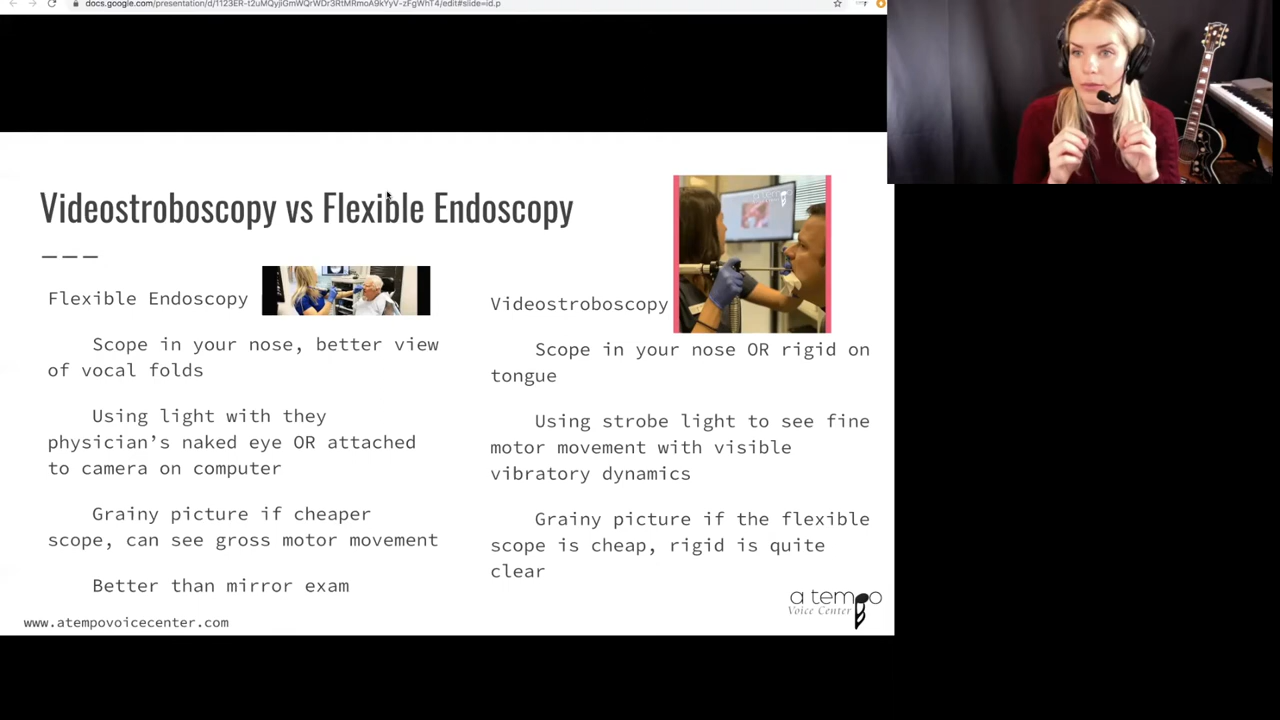 docs.google.com/presentation/d/1123ER-t2uMQyjiGmWQrWDr3RtMRmoA9kYyV-zFgWhT4/edit#slide=id.p
Videostroboscopy vs Flexible Endoscopy
Flexible Endoscopy
Scope in your nose, better view
of vocal folds
Using light with they
physician’s naked eye OR attached
to camera on computer
Grainy picture if cheaper
scope, can see gross motor movement
Better than mirror exam
Videostroboscopy
Scope in your nose OR rigid on
tongue
Using strobe light to see fine
motor movement with visible
vibratory dynamics
Grainy picture if the flexible
scope is cheap, rigid is quite
clear
www.atempovoicecenter.com
a tempo
Voice Center